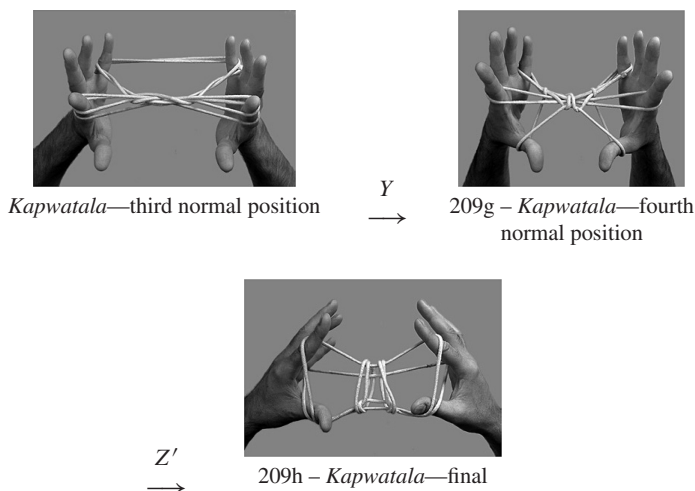 Kapwatala—third normal position
Y
⟶
209g – Kapwatala—fourth
normal position
Z′
⟶
209h – Kapwatala—final